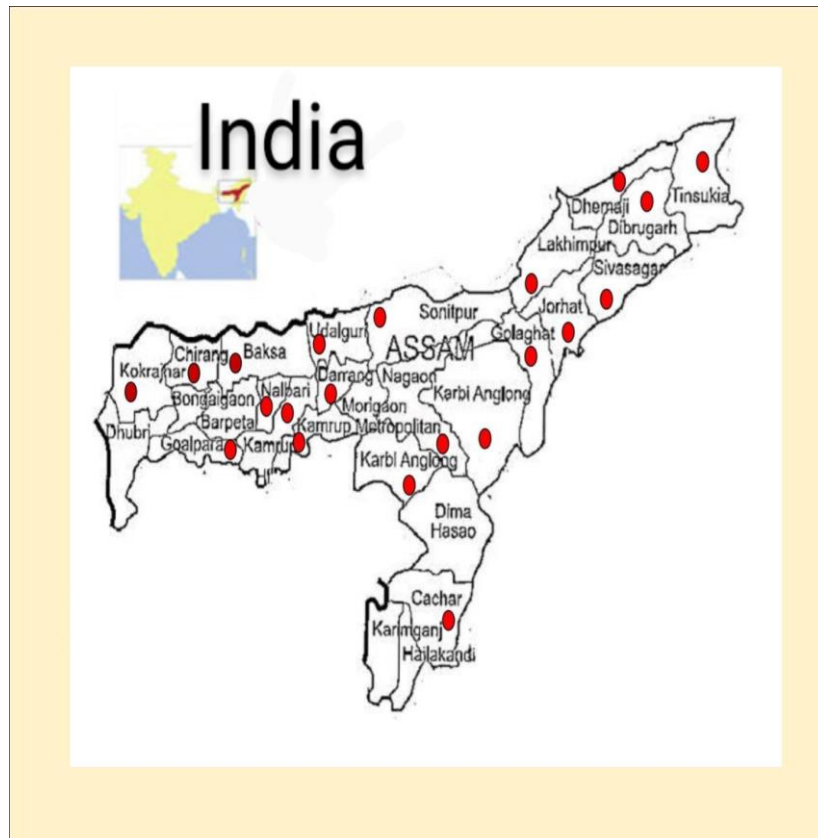 India
Tinsukia
Dhemaji
Dibrugarh
Lakhimpur
Sivasagar
Sonitpur
Jorhat
Udalguri
Golaghat
ASSAM
Chirang
Baksa
Kokrajhar
Darrang
Nagaon
Nalbari
Karbi Anglong
Bongaigaon
Morigaon
Barpeta
Dhubri
Kamrup Metropolitan
Goalpara
Kamrup
Karbi Anglong
Dima
Hasao
Cachar
Karimganj
Hailakandi